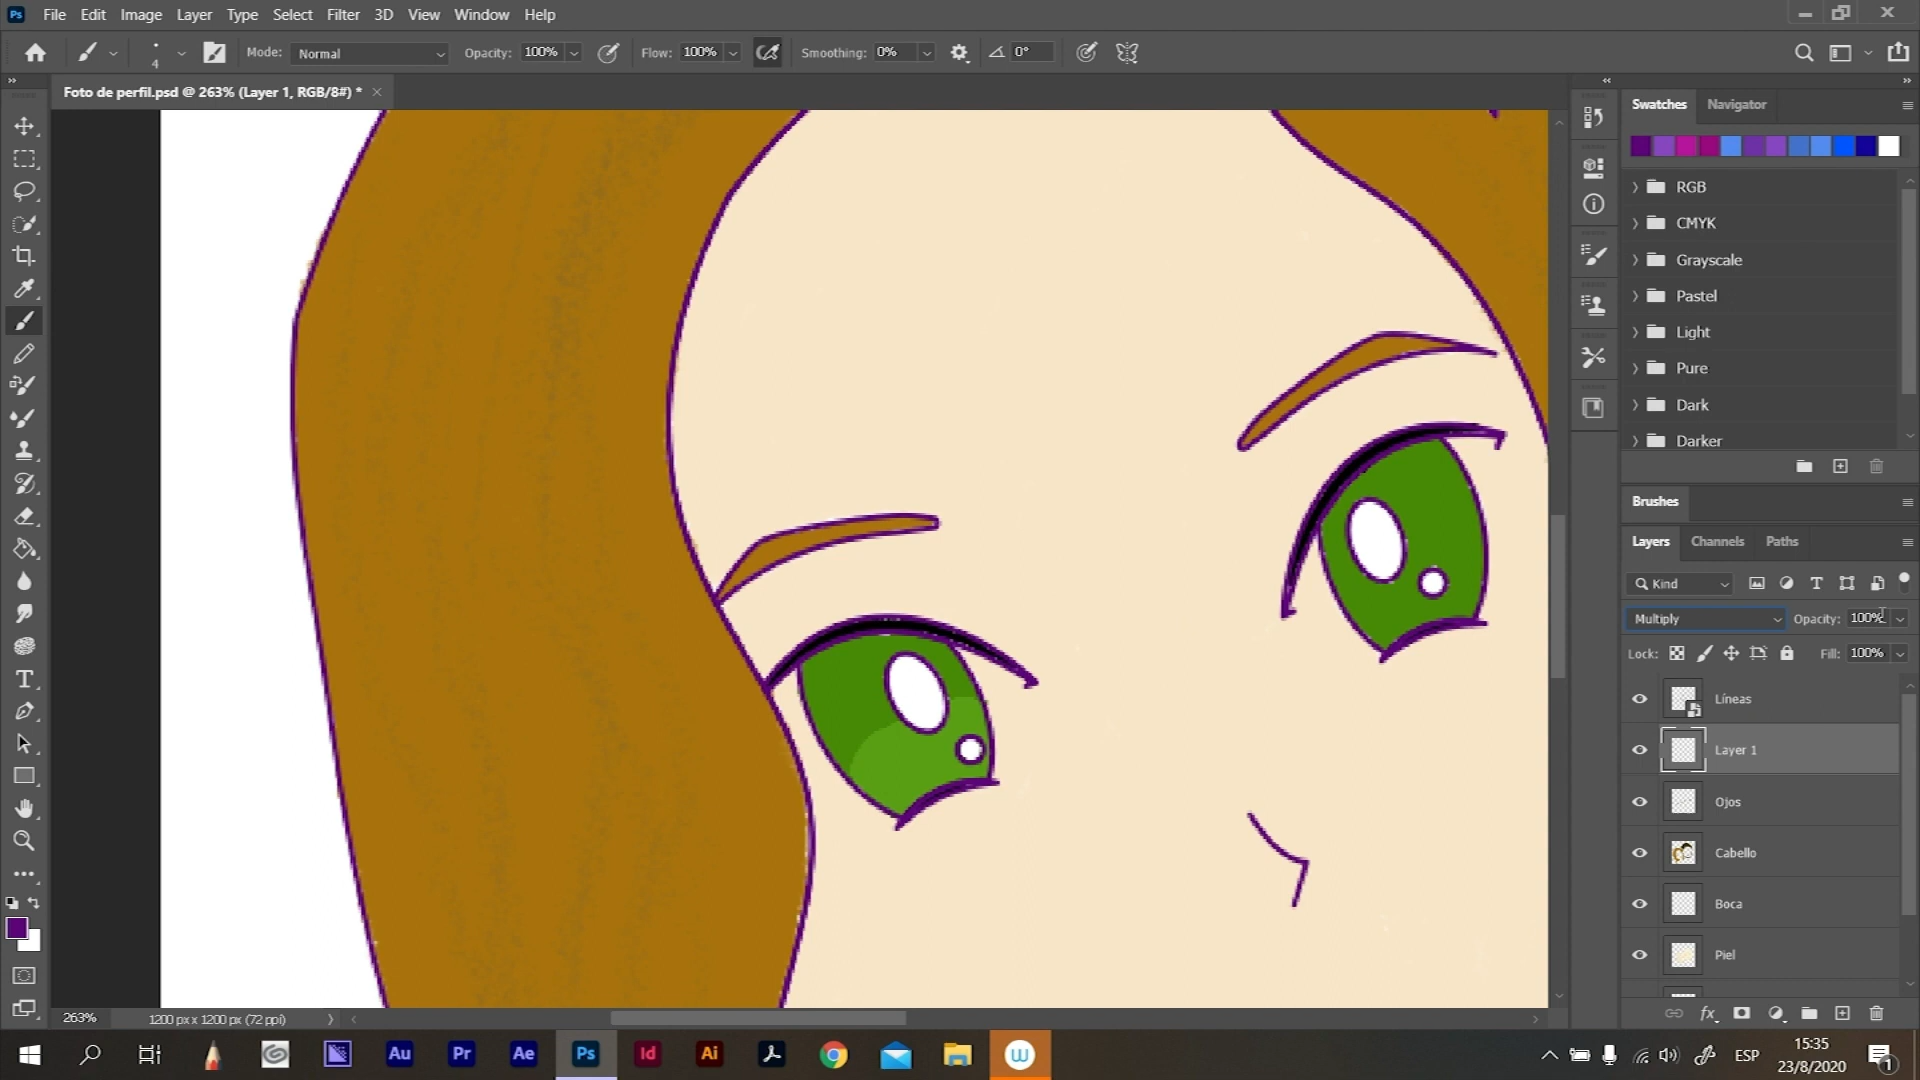 Ps File Edit Image Layer Type Select Filter 3D View Window Help
4 Mode: Normal Opacity: 100% Flow: 100% Smoothing: 0% 0°
Foto de perfil.psd @ 263% (Layer 1, RGB/8#) *
Swatches Navigator
RGB
CMYK
Grayscale
Pastel
Light
Pure
Dark
Darker
Brushes
Layers Channels Paths
Kind
Multiply Opacity: 100%
Lock: Fill: 100%
Líneas
Layer 1
Ojos
Cabello
Boca
Piel
fx
263% 1200 px x 1200 px (72 ppi)
Au Pr Ae Ps Id Ai W ESP
15:35
23/8/2020
1